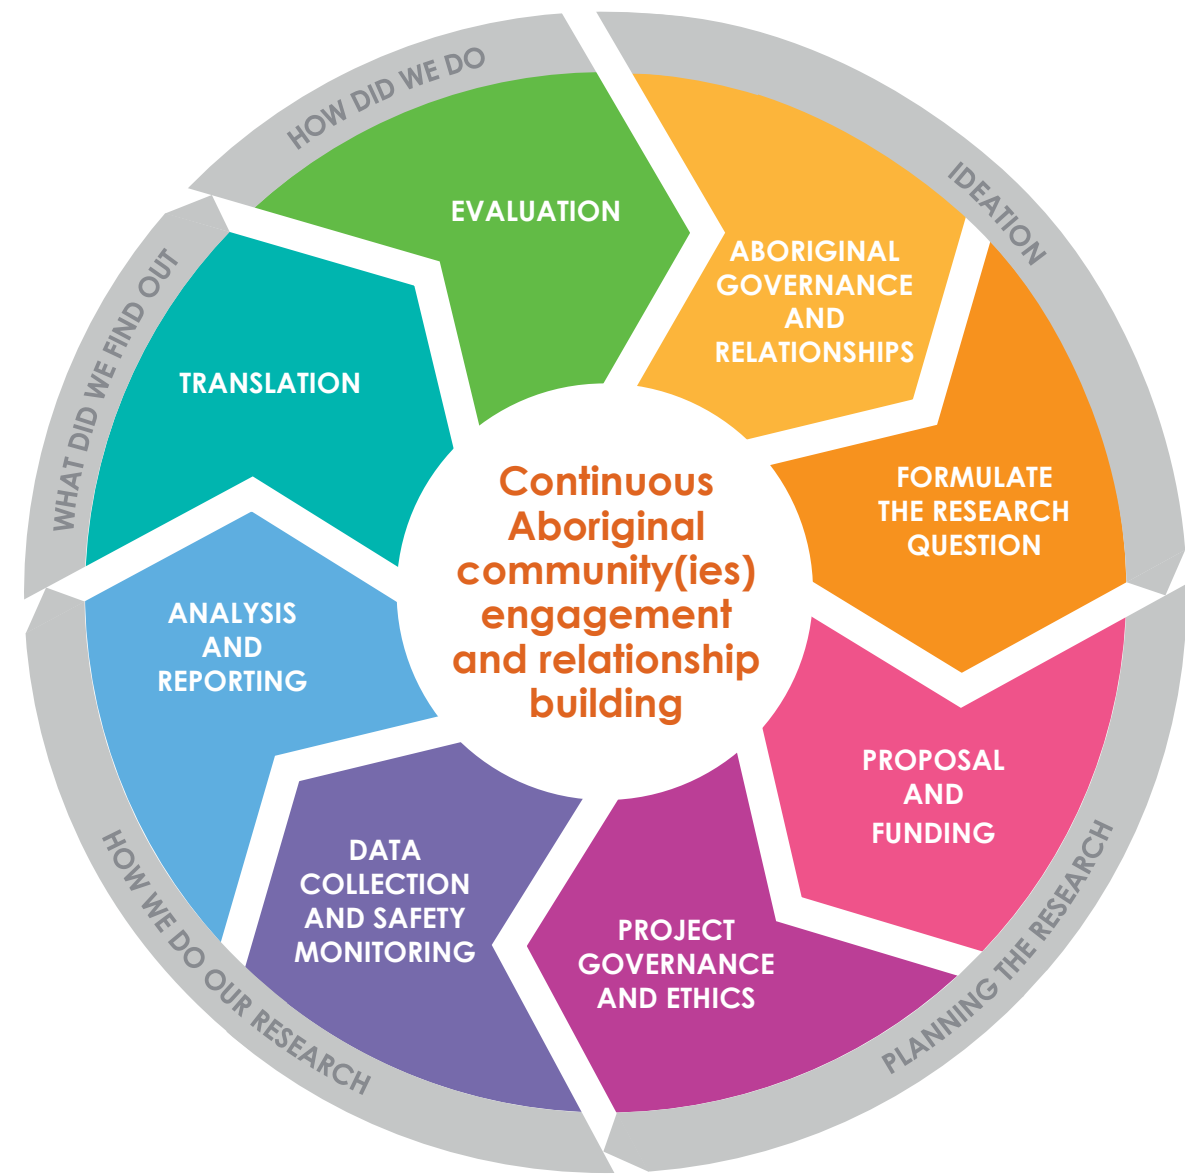 HOW DID WE DO
IDEATION
PLANNING THE RESEARCH
HOW WE DO OUR RESEARCH
WHAT DID WE FIND OUT
EVALUATION
ABORIGINAL
GOVERNANCE
AND
RELATIONSHIPS
FORMULATE
THE RESEARCH
QUESTION
PROPOSAL
AND
FUNDING
PROJECT
GOVERNANCE
AND ETHICS
DATA
COLLECTION
AND SAFETY
MONITORING
ANALYSIS
AND
REPORTING
TRANSLATION
Continuous
Aboriginal
community(ies)
engagement
and relationship
building